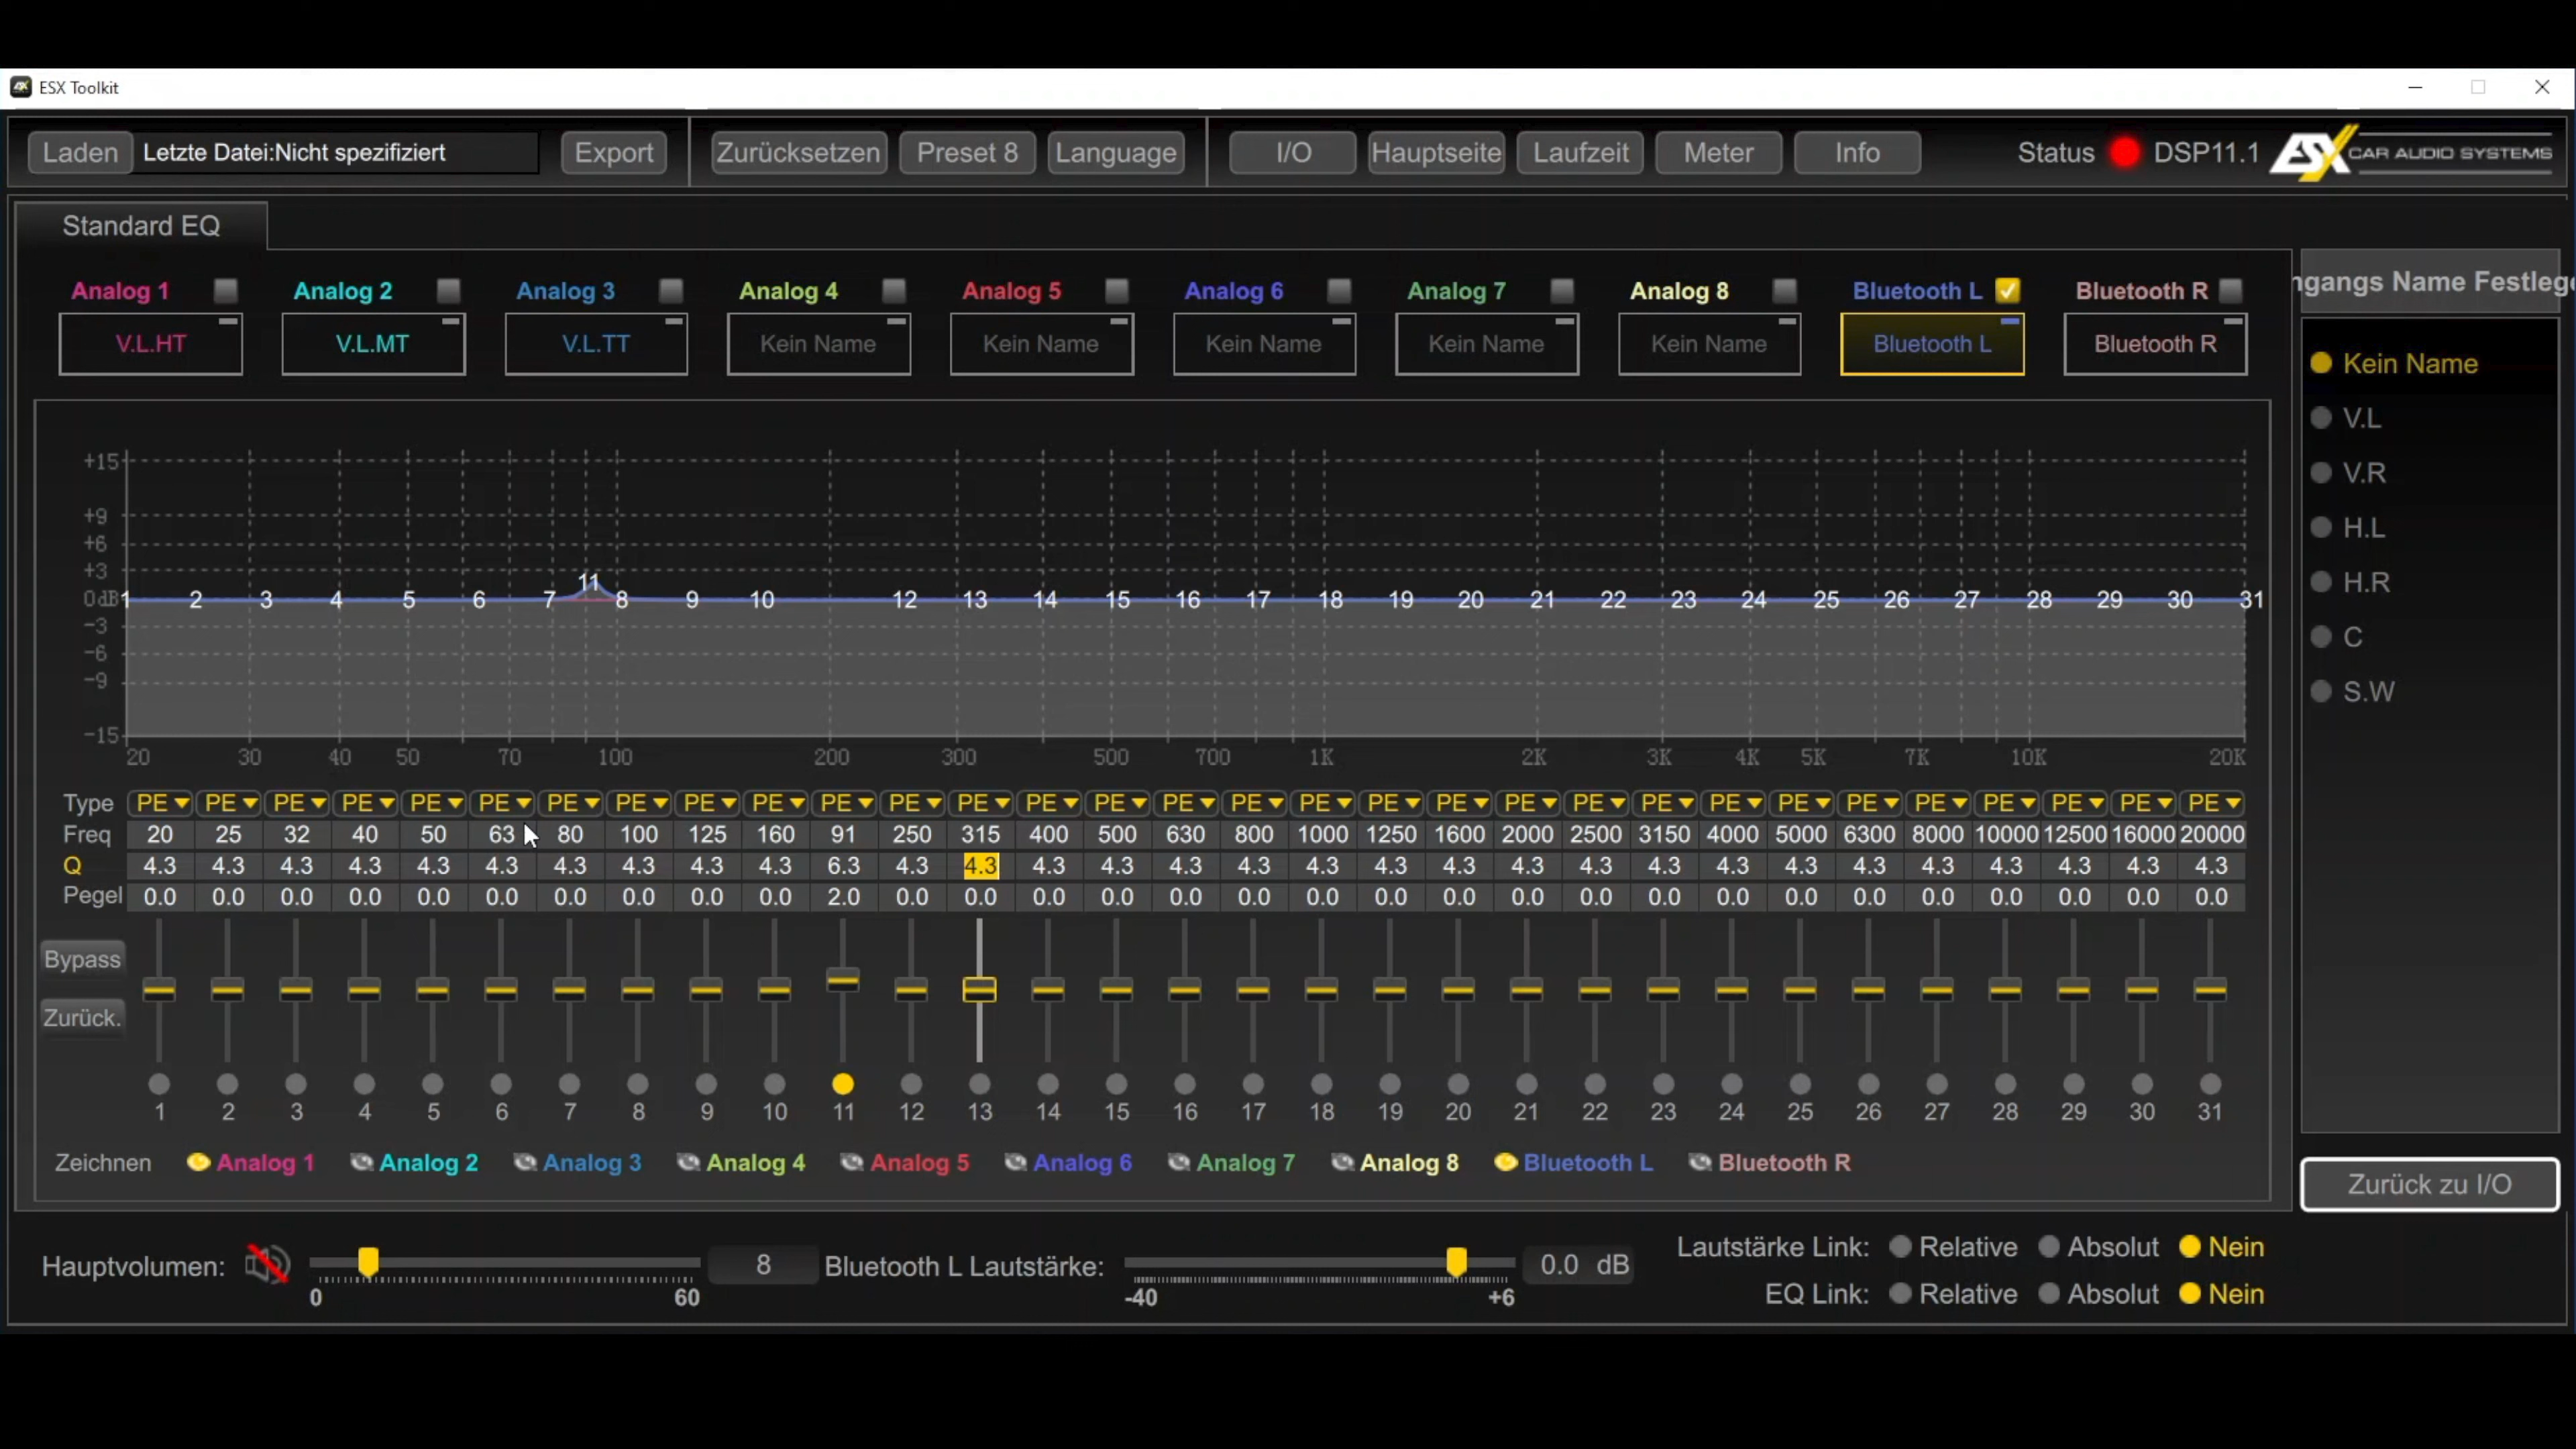 ESX Toolkit
Laden Letzte Datei:Nicht spezifiziert Export Zurücksetzen Preset 8 Language I/O Hauptseite Laufzeit Meter Info Status DSP11.1 ESX CAR AUDIO SYSTEMS
Standard EQ
Analog 1 Analog 2 Analog 3 Analog 4 Analog 5 Analog 6 Analog 7 Analog 8 Bluetooth L Bluetooth R
V.L.HT V.L.MT V.L.TT Kein Name Kein Name Kein Name Kein Name Kein Name Bluetooth L Bluetooth R
ngangs Name Festlege
Kein Name
V.L
V.R
H.L
H.R
C
S.W
+15
+9
+6
+3
0dB
-3
-6
-9
-15
1 2 3 4 5 6 7 11 8 9 10 12 13 14 15 16 17 18 19 20 21 22 23 24 25 26 27 28 29 30 31
20 30 40 50 70 100 200 300 500 700 1K 2K 3K 4K 5K 7K 10K 20K
Type PE PE PE PE PE PE PE PE PE PE PE PE PE PE PE PE PE PE PE PE PE PE PE PE PE PE PE PE PE PE PE
Freq 20 25 32 40 50 63 80 100 125 160 91 250 315 400 500 630 800 1000 1250 1600 2000 2500 3150 4000 5000 6300 8000 10000 12500 16000 20000
Q 4.3 4.3 4.3 4.3 4.3 4.3 4.3 4.3 4.3 4.3 6.3 4.3 4.3 4.3 4.3 4.3 4.3 4.3 4.3 4.3 4.3 4.3 4.3 4.3 4.3 4.3 4.3 4.3 4.3 4.3 4.3
Pegel 0.0 0.0 0.0 0.0 0.0 0.0 0.0 0.0 0.0 0.0 2.0 0.0 0.0 0.0 0.0 0.0 0.0 0.0 0.0 0.0 0.0 0.0 0.0 0.0 0.0 0.0 0.0 0.0 0.0 0.0 0.0
Bypass
Zurück.
1 2 3 4 5 6 7 8 9 10 11 12 13 14 15 16 17 18 19 20 21 22 23 24 25 26 27 28 29 30 31
Zeichnen Analog 1 Analog 2 Analog 3 Analog 4 Analog 5 Analog 6 Analog 7 Analog 8 Bluetooth L Bluetooth R
Zurück zu I/O
Hauptvolumen: 8 Bluetooth L Lautstärke: 0.0 dB
0 60 -40 +6
Lautstärke Link: Relative Absolut Nein
EQ Link: Relative Absolut Nein